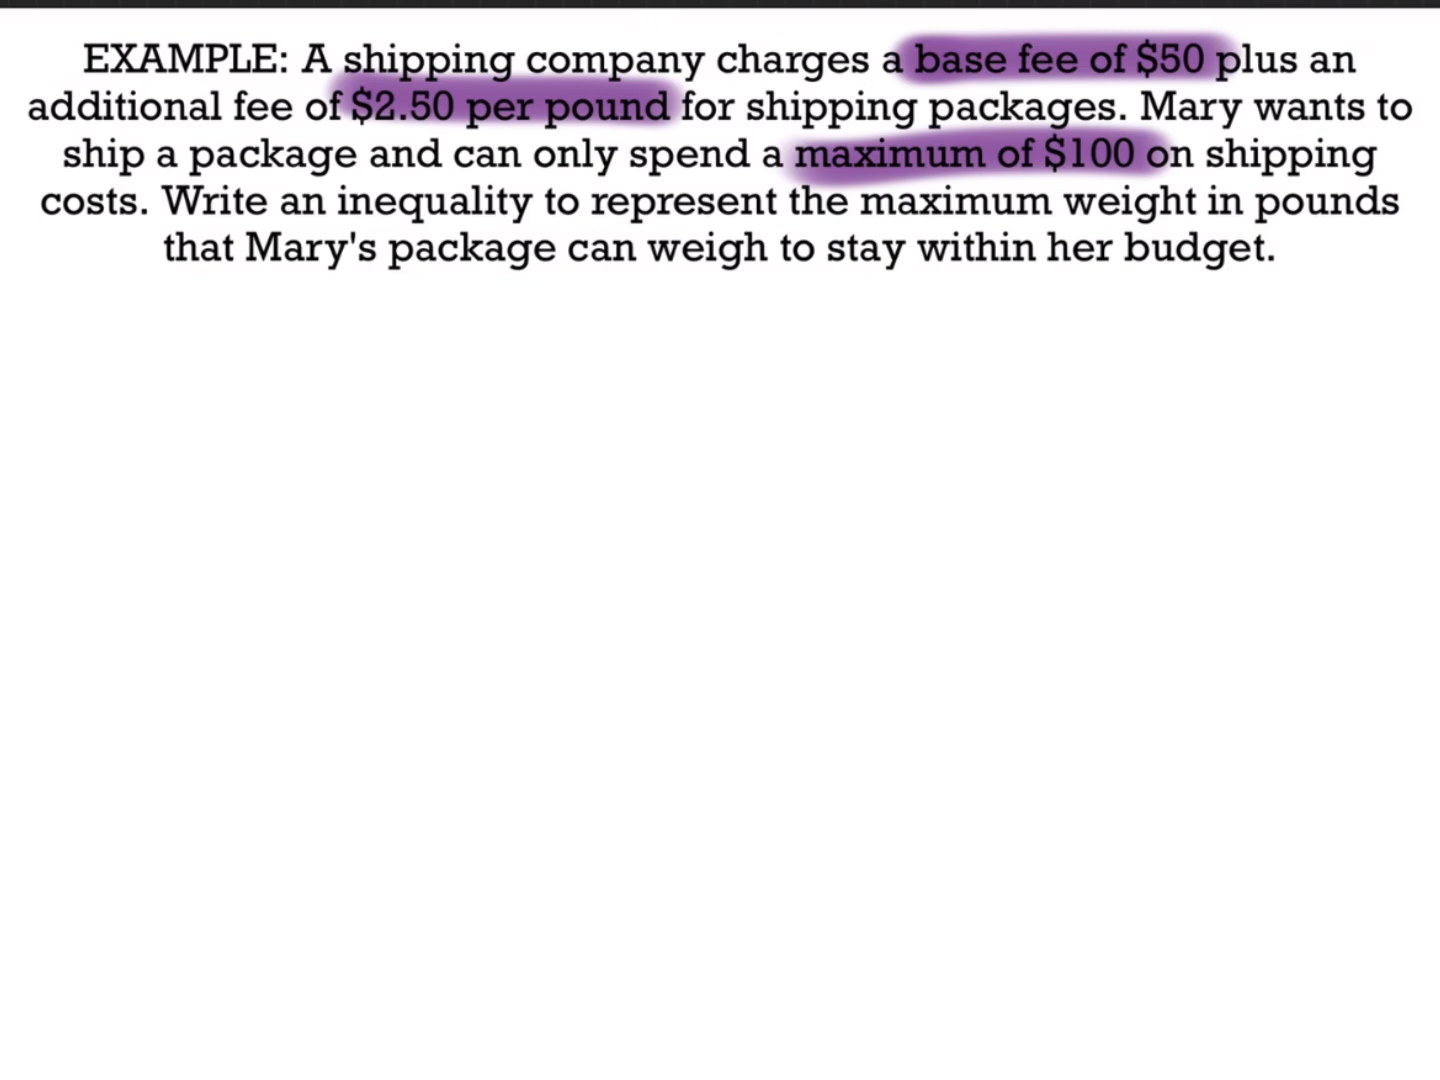 EXAMPLE: A shipping company charges a base fee of $50 plus an
additional fee of $2.50 per pound for shipping packages. Mary wants to
ship a package and can only spend a maximum of $100 on shipping
costs. Write an inequality to represent the maximum weight in pounds
that Mary's package can weigh to stay within her budget.